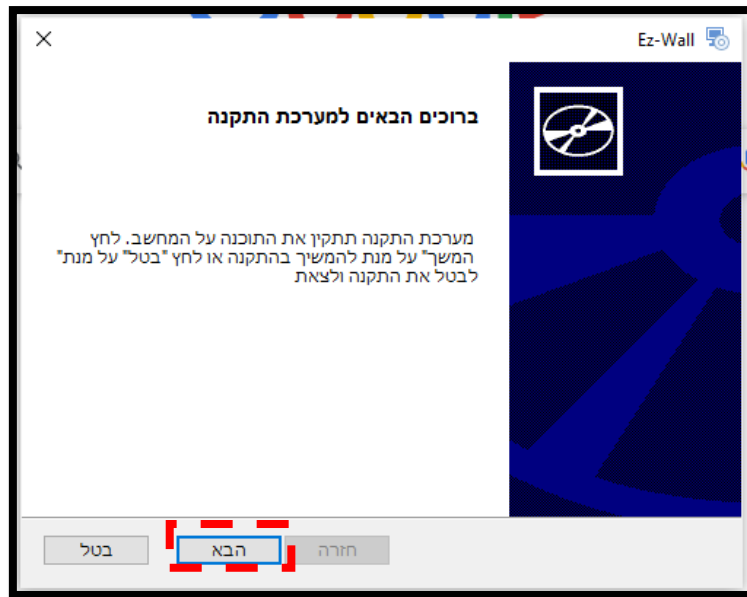 Ez-Wall
ברוכים הבאים למערכת התקנה
מערכת התקנה תתקין את התוכנה על המחשב. לחץ
"המשך" על מנת להמשיך בהתקנה או לחץ "בטל" על מנת
לבטל את התקנה ולצאת
חזרה
הבא
בטל